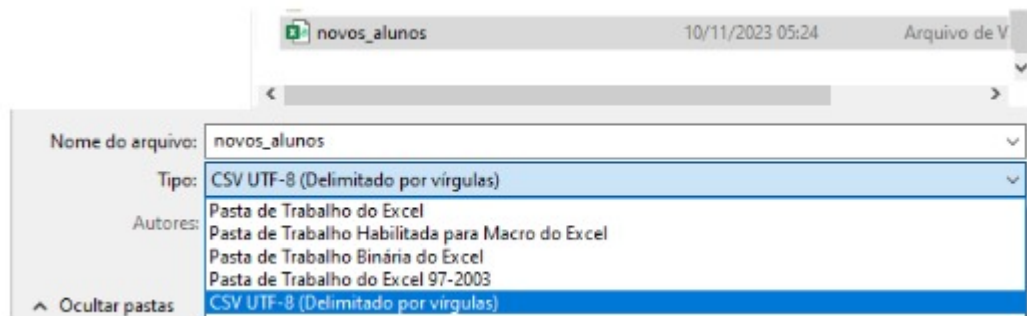 novos_alunos 10/11/2023 05:24 Arquivo de V
Nome do arquivo: novos_alunos
Tipo: CSV UTF-8 (Delimitado por vírgulas)
Autores:
Pasta de Trabalho do Excel
Pasta de Trabalho Habilitada para Macro do Excel
Pasta de Trabalho Binária do Excel
Pasta de Trabalho do Excel 97-2003
Ocultar pastas CSV UTF-8 (Delimitado por vírgulas)